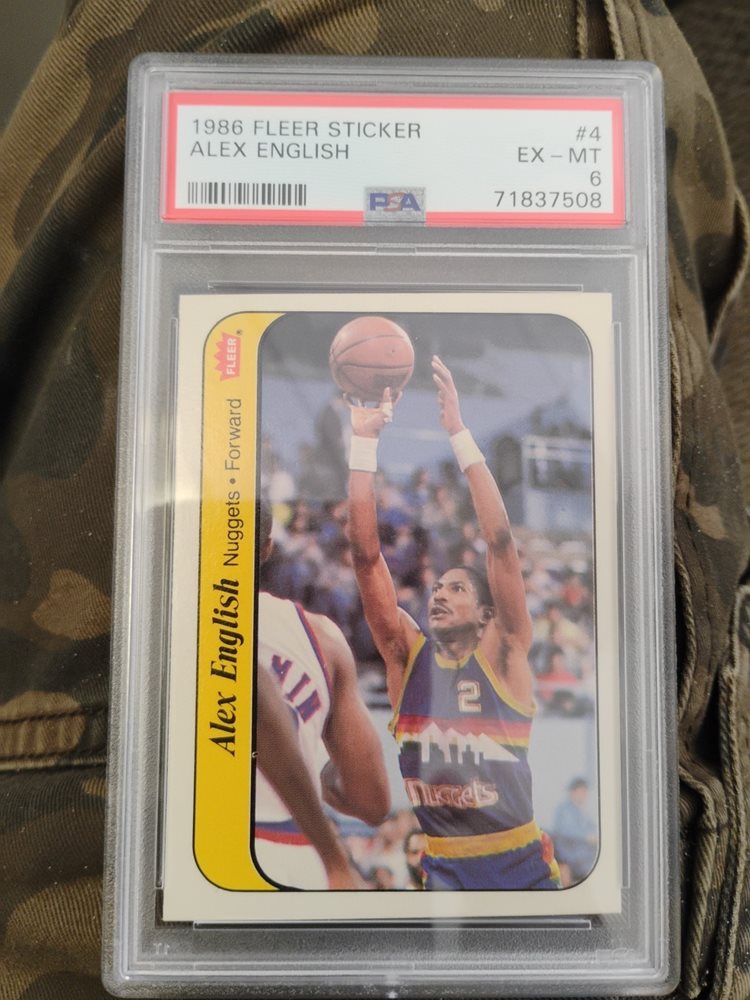 1986 FLEER STICKER #4
ALEX ENGLISH EX-MT
6
PSA 71837508
FLEER®
Alex English Nuggets • Forward
2
Nuggets